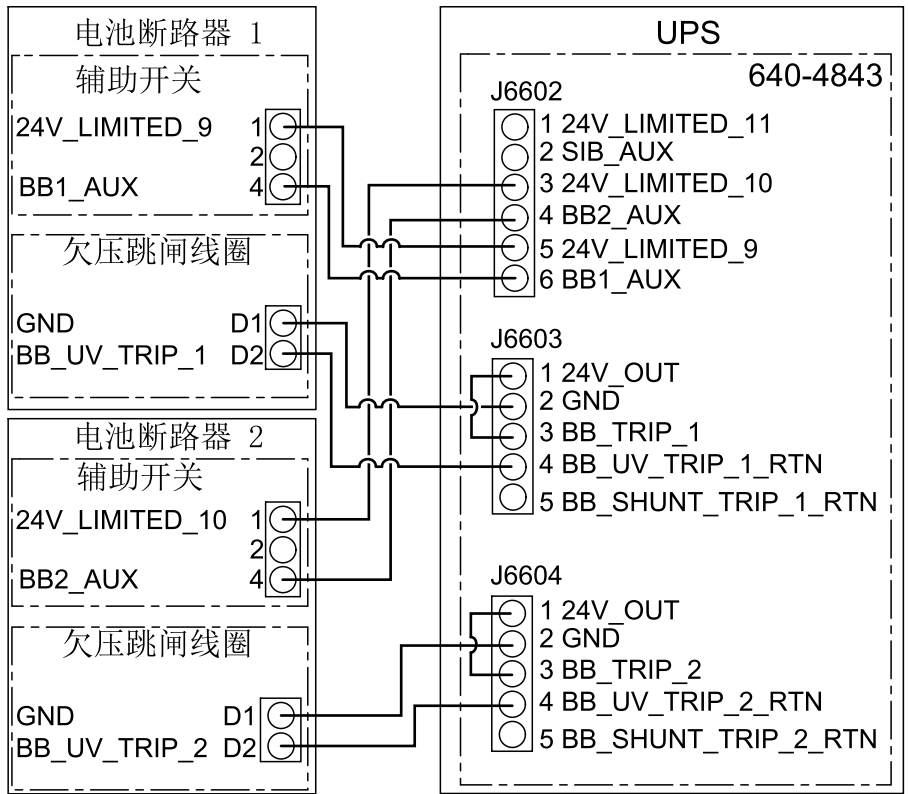 电池断路器 1
辅助开关
24V_LIMITED_9 1
2
BB1_AUX 4
欠压跳闸线圈
GND D1
BB_UV_TRIP_1 D2
电池断路器 2
辅助开关
24V_LIMITED_10 1
2
BB2_AUX 4
欠压跳闸线圈
GND D1
BB_UV_TRIP_2 D2
UPS
640-4843
J6602
1 24V_LIMITED_11
2 SIB_AUX
3 24V_LIMITED_10
4 BB2_AUX
5 24V_LIMITED_9
6 BB1_AUX
J6603
1 24V_OUT
2 GND
3 BB_TRIP_1
4 BB_UV_TRIP_1_RTN
5 BB_SHUNT_TRIP_1_RTN
J6604
1 24V_OUT
2 GND
3 BB_TRIP_2
4 BB_UV_TRIP_2_RTN
5 BB_SHUNT_TRIP_2_RTN